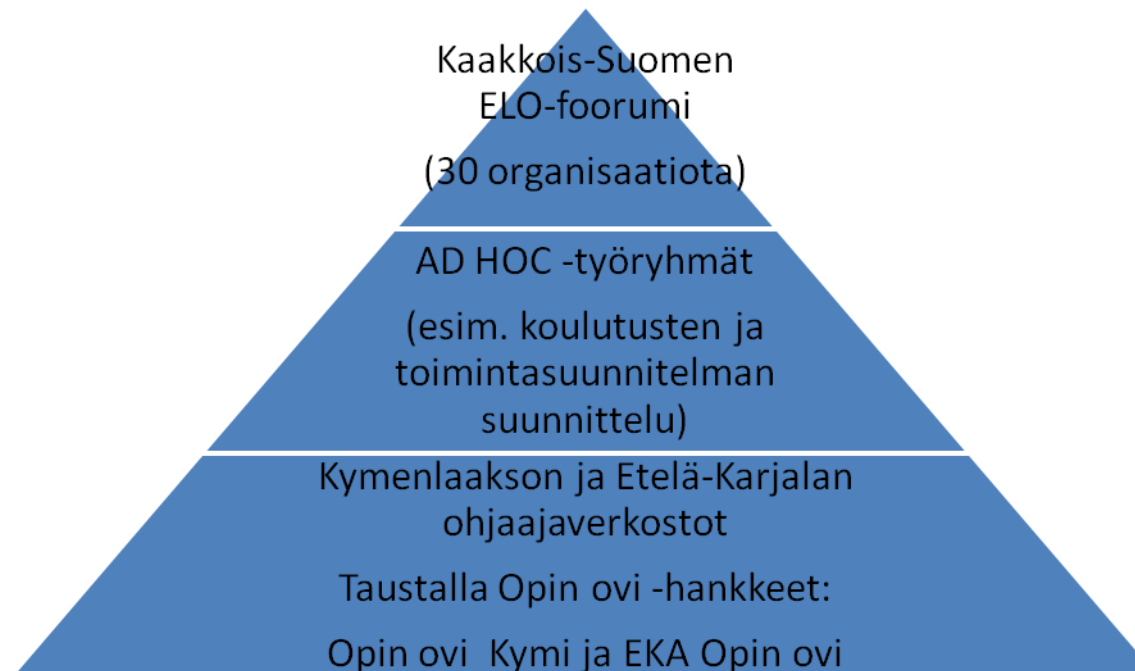 Kaakkois-Suomen
ELO-foorumi
(30 organisaatiota)
AD HOC -työryhmät
(esim. koulutusten ja
toimintasuunnitelman
suunnittelu)
Kymenlaakson ja Etelä-Karjalan
ohjaajaverkostot
Taustalla Opin ovi -hankkeet:
Opin ovi  Kymi ja EKA Opin ovi